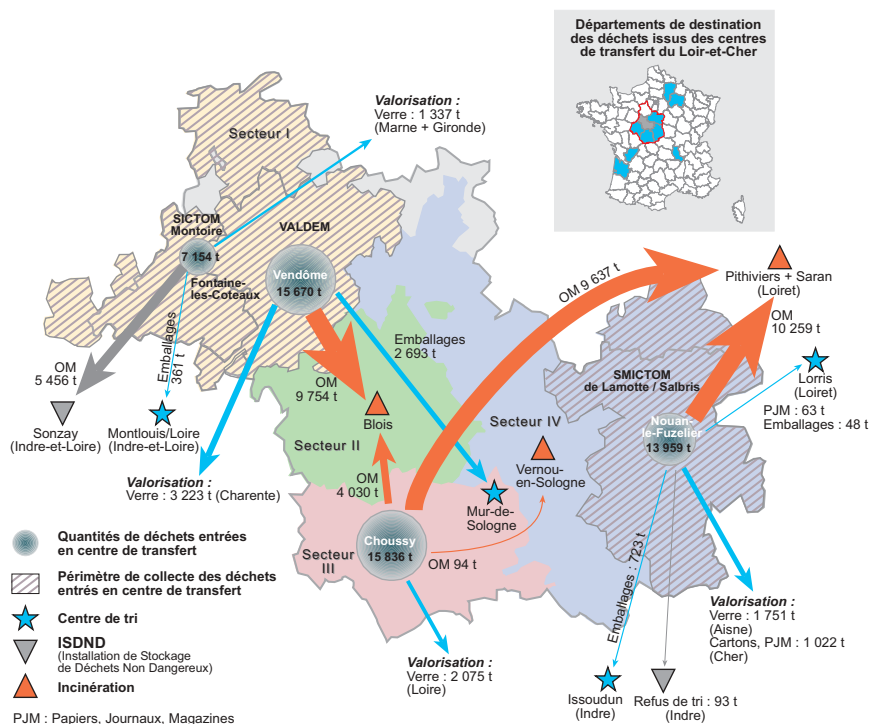 Départements de destination
des déchets issus des centres
de transfert du Loir-et-Cher
Valorisation :
Verre : 1 337 t
(Marne + Gironde)
Secteur I
SICTOM
Montoire
7 154 t
VALDEM
Fontaine-
les-Coteaux
Vendôme
15 670 t
OM 9 637 t
Pithiviers + Saran
(Loiret)
OM
10 259 t
Emballages
2 693 t
Emballages
361 t
OM
5 456 t
SMICTOM
de Lamotte / Salbris
Lorris
(Loiret)
OM
9 754 t
Blois
Sonzay
(Indre-et-Loire)
Montlouis/Loire
(Indre-et-Loire)
Secteur II
Secteur IV
Nouan-
le-Fuzelier
13 959 t
PJM : 63 t
Emballages : 48 t
Vernou-
en-Sologne
Valorisation :
Verre : 3 223 t (Charente)
OM
4 030 t
Mur-de-
Sologne
Choussy
15 836 t
Secteur
III
OM 94 t
Emballages : 723 t
Quantités de déchets entrées
en centre de transfert
Périmètre de collecte des déchets
entrés en centre de transfert
Centre de tri
ISDND
(Installation de Stockage
de Déchets Non Dangereux)
Incinération
PJM : Papiers, Journaux, Magazines
Valorisation :
Verre : 2 075 t
(Loire)
Valorisation :
Verre : 1 751 t
(Aisne)
Cartons, PJM : 1 022 t
(Cher)
Issoudun
(Indre)
Refus de tri : 93 t
(Indre)